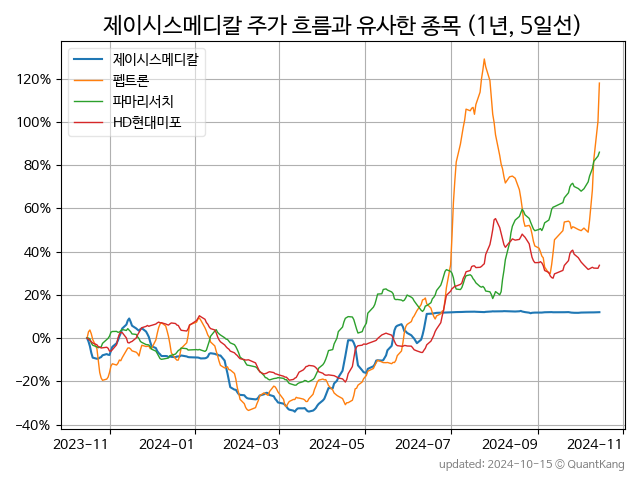 제이시스메디칼 주가 흐름과 유사한 종목 (1년, 5일선)
제이시스메디칼
펩트론
파마리서치
HD현대미포
120%
100%
80%
60%
40%
20%
0%
−20%
−40%
2023-11
2024-01
2024-03
2024-05
2024-07
2024-09
2024-11
updated: 2024-10-15 © QuantKang